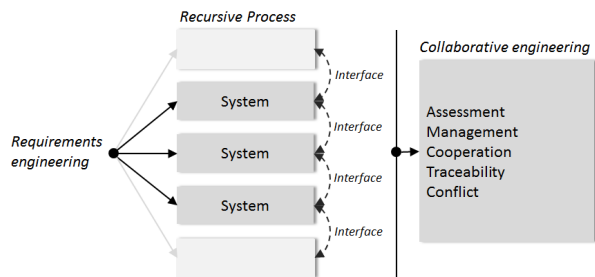 Recursive Process
Collaborative engineering
Interface
System
Interface
Requirements
engineering
System
Interface
System
Interface
Assessment
Management
Cooperation
Traceability
Conflict